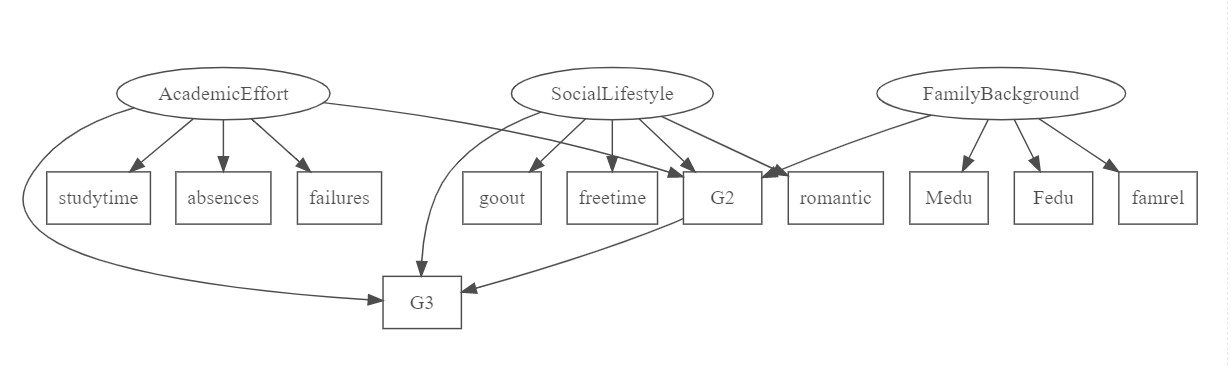 AcademicEffort
SocialLifestyle
FamilyBackground
studytime
absences
failures
goout
freetime
G2
romantic
Medu
Fedu
famrel
G3